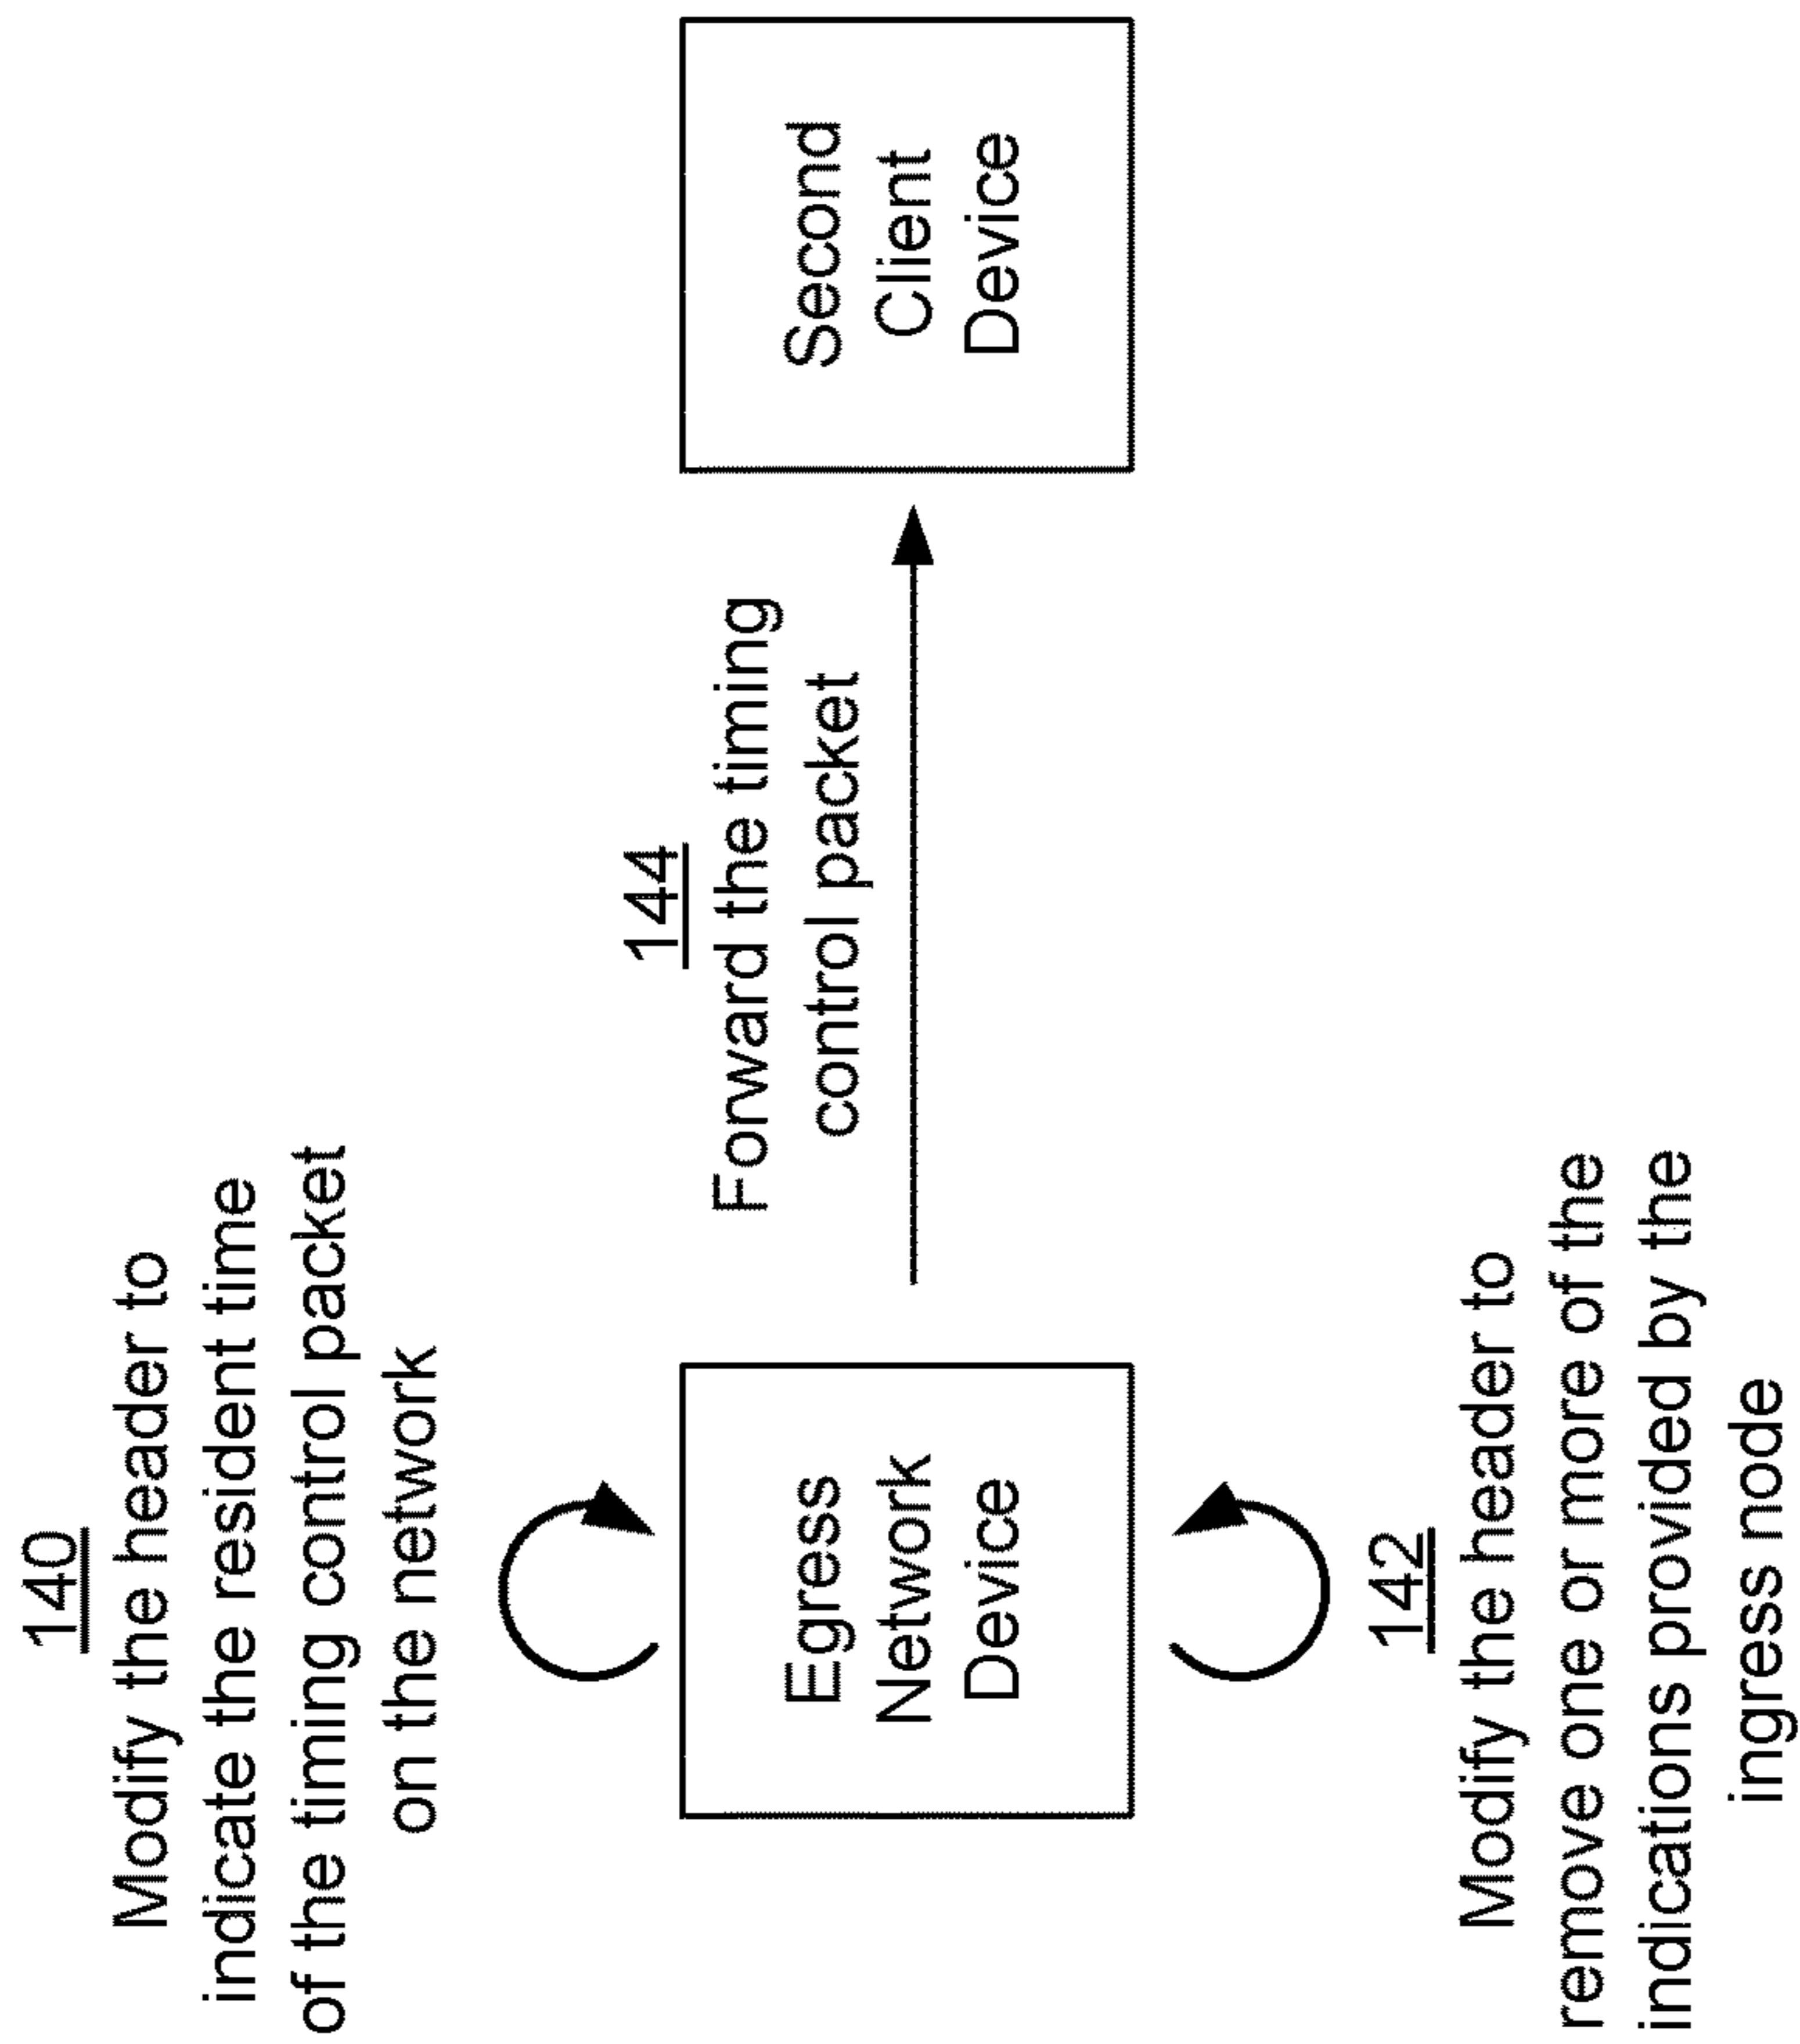 140
Modify the header to
indicate the resident time
of the timing control packet
on the network
Egress
Network
Device
142
Modify the header to
remove one or more of the
indications provided by the
ingress node
144
Forward the timing
control packet
Second
Client
Device